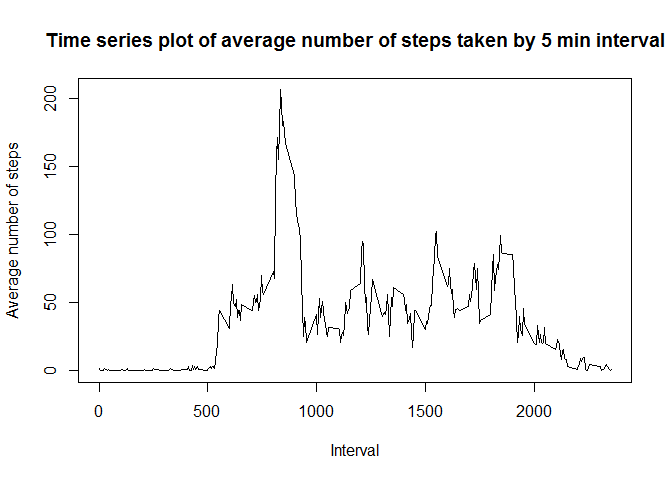 Time series plot of average number of steps taken by 5 min interval
Average number of steps
200
150
100
50
0
0 500 1000 1500 2000
Interval